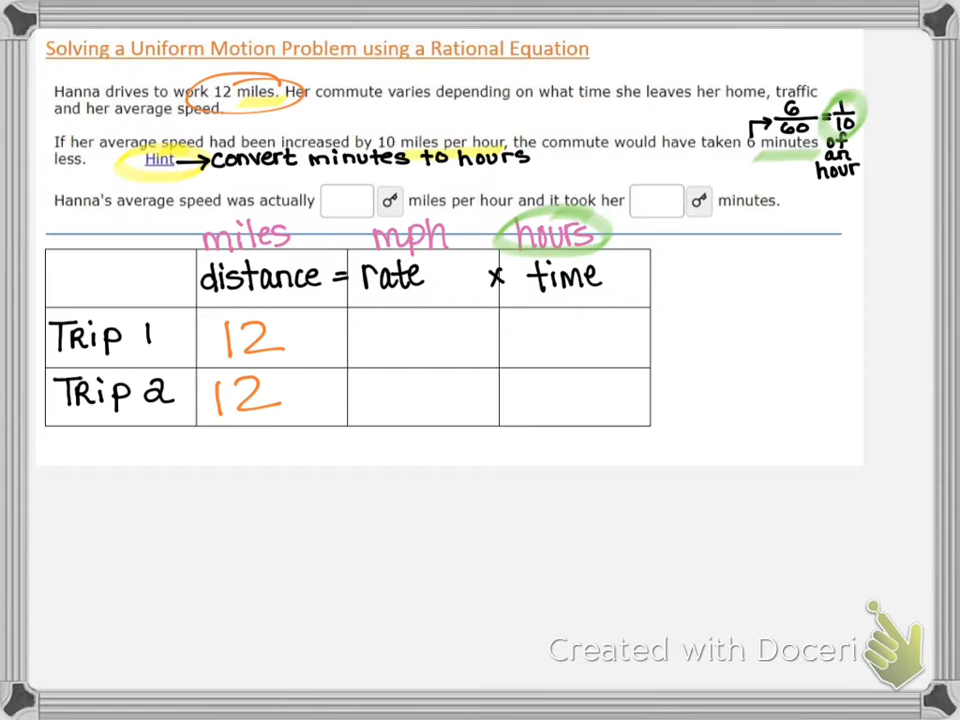 Solving a Uniform Motion Problem using a Rational Equation
Hanna drives to work 12 miles. Her commute varies depending on what time she leaves her home, traffic
and her average speed.
6/60 = 1/10
of
an
hour
If her average speed had been increased by 10 miles per hour, the commute would have taken 6 minutes
less. Hint → convert minutes to hours
Hanna's average speed was actually miles per hour and it took her minutes.
miles mph hours
distance = rate x time
Trip 1 12
Trip 2 12
Created with Doceri